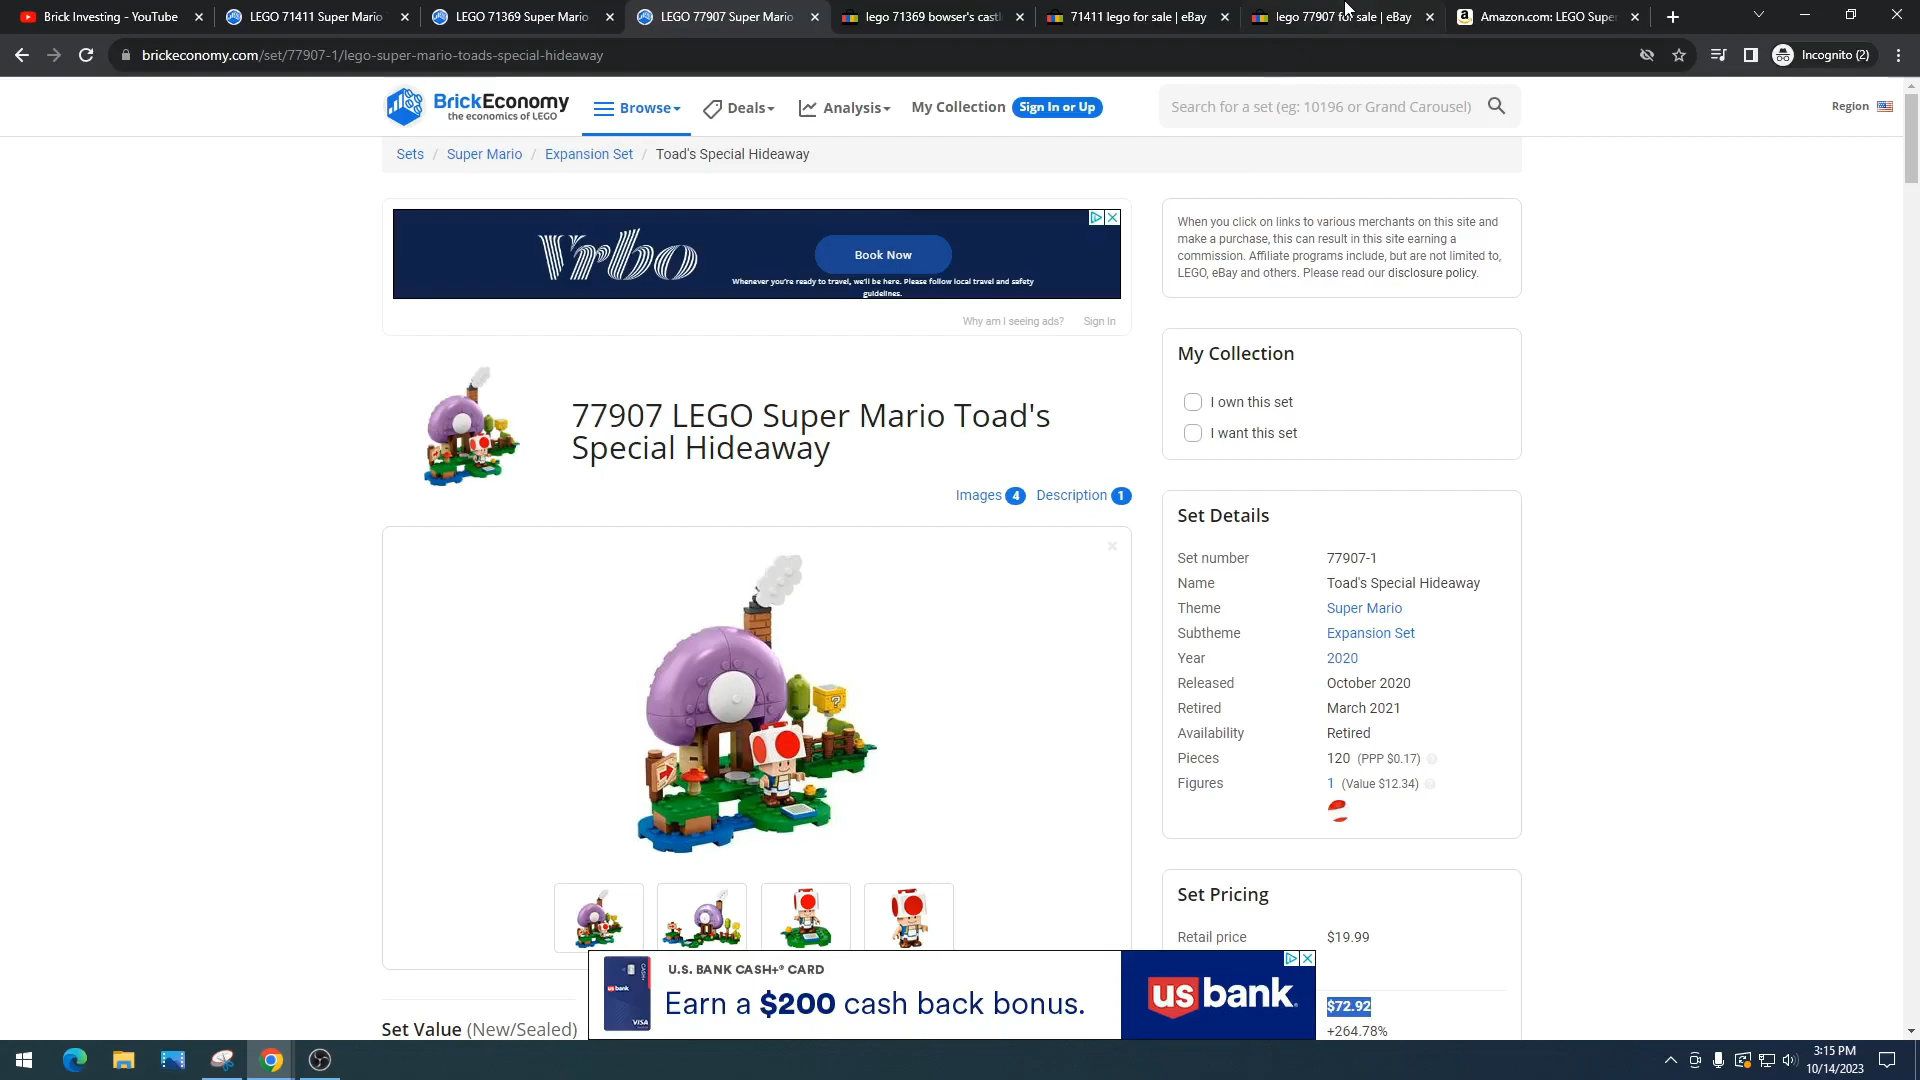 Brick Investing - YouTube
LEGO 71411 Super Mario
LEGO 71369 Super Mario
LEGO 77907 Super Mario
lego 71369 bowser's castl
71411 lego for sale | eBay
lego 77907 for sale | eBay
Amazon.com: LEGO Super
brickeconomy.com/set/77907-1/lego-super-mario-toads-special-hideaway
Incognito (2)
BrickEconomy
the economics of LEGO
Browse
Deals
Analysis
My Collection
Sign In or Up
Search for a set (eg: 10196 or Grand Carousel)
Region
Sets / Super Mario / Expansion Set / Toad's Special Hideaway
Vrbo
Book Now
Whenever you're ready to travel, we'll be here. Please follow local travel and safety
guidelines.
Why am I seeing ads?
Sign In
When you click on links to various merchants on this site and
make a purchase, this can result in this site earning a
commission. Affiliate programs include, but are not limited to,
LEGO, eBay and others. Please read our disclosure policy.
My Collection
I own this set
I want this set
77907 LEGO Super Mario Toad's
Special Hideaway
Images 4
Description 1
Set Details
Set number 77907-1
Name Toad's Special Hideaway
Theme Super Mario
Subtheme Expansion Set
Year 2020
Released October 2020
Retired March 2021
Availability Retired
Pieces 120 (PPP $0.17)
Figures 1 (Value $12.34)
Set Pricing
Retail price $19.99
$72.92
+264.78%
Set Value (New/Sealed)
usbank
VISA
U.S. BANK CASH+® CARD
Earn a $200 cash back bonus.
us bank
3:15 PM
10/14/2023